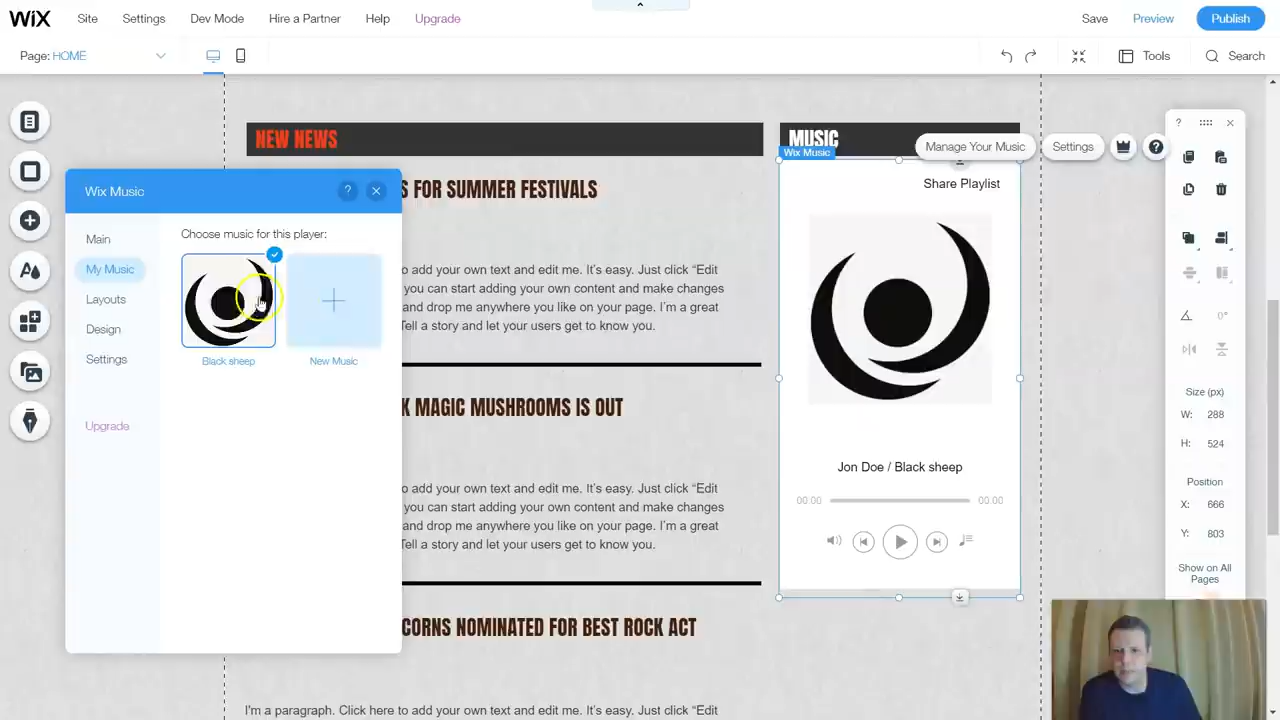 WiX
Site
Settings
Dev Mode
Hire a Partner
Help
Upgrade
Save
Preview
Publish
Page: HOME
Tools
Search
NEW NEWS
MUSIC
Wix Music
Manage Your Music
Settings
?
?
Share Playlist
S FOR SUMMER FESTIVALS
to add your own text and edit me. It's easy. Just click "Edit
you can start adding your own content and make changes
and drop me anywhere you like on your page. I'm a great
Tell a story and let your users get to know you.
K MAGIC MUSHROOMS IS OUT
to add your own text and edit me. It's easy. Just click "Edit
you can start adding your own content and make changes
and drop me anywhere you like on your page. I'm a great
Tell a story and let your users get to know you.
CORNS NOMINATED FOR BEST ROCK ACT
I'm a paragraph. Click here to add your own text and edit me. It's easy. Just click "Edit
Wix Music
?
Main
My Music
Layouts
Design
Settings
Upgrade
Choose music for this player:
Black sheep
New Music
Jon Doe / Black sheep
00:00
00:00
0°
Size (px)
W: 288
H: 524
Position
X: 666
Y: 803
Show on All
Pages